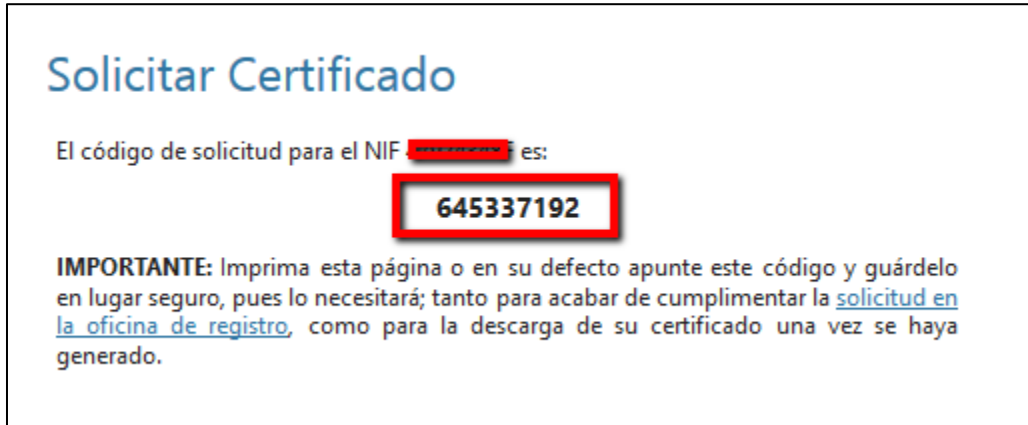 Solicitar Certificado
El código de solicitud para el NIF es:
645337192
IMPORTANTE: Imprima esta página o en su defecto apunte este código y guárdelo
en lugar seguro, pues lo necesitará; tanto para acabar de cumplimentar la solicitud en
la oficina de registro, como para la descarga de su certificado una vez se haya
generado.